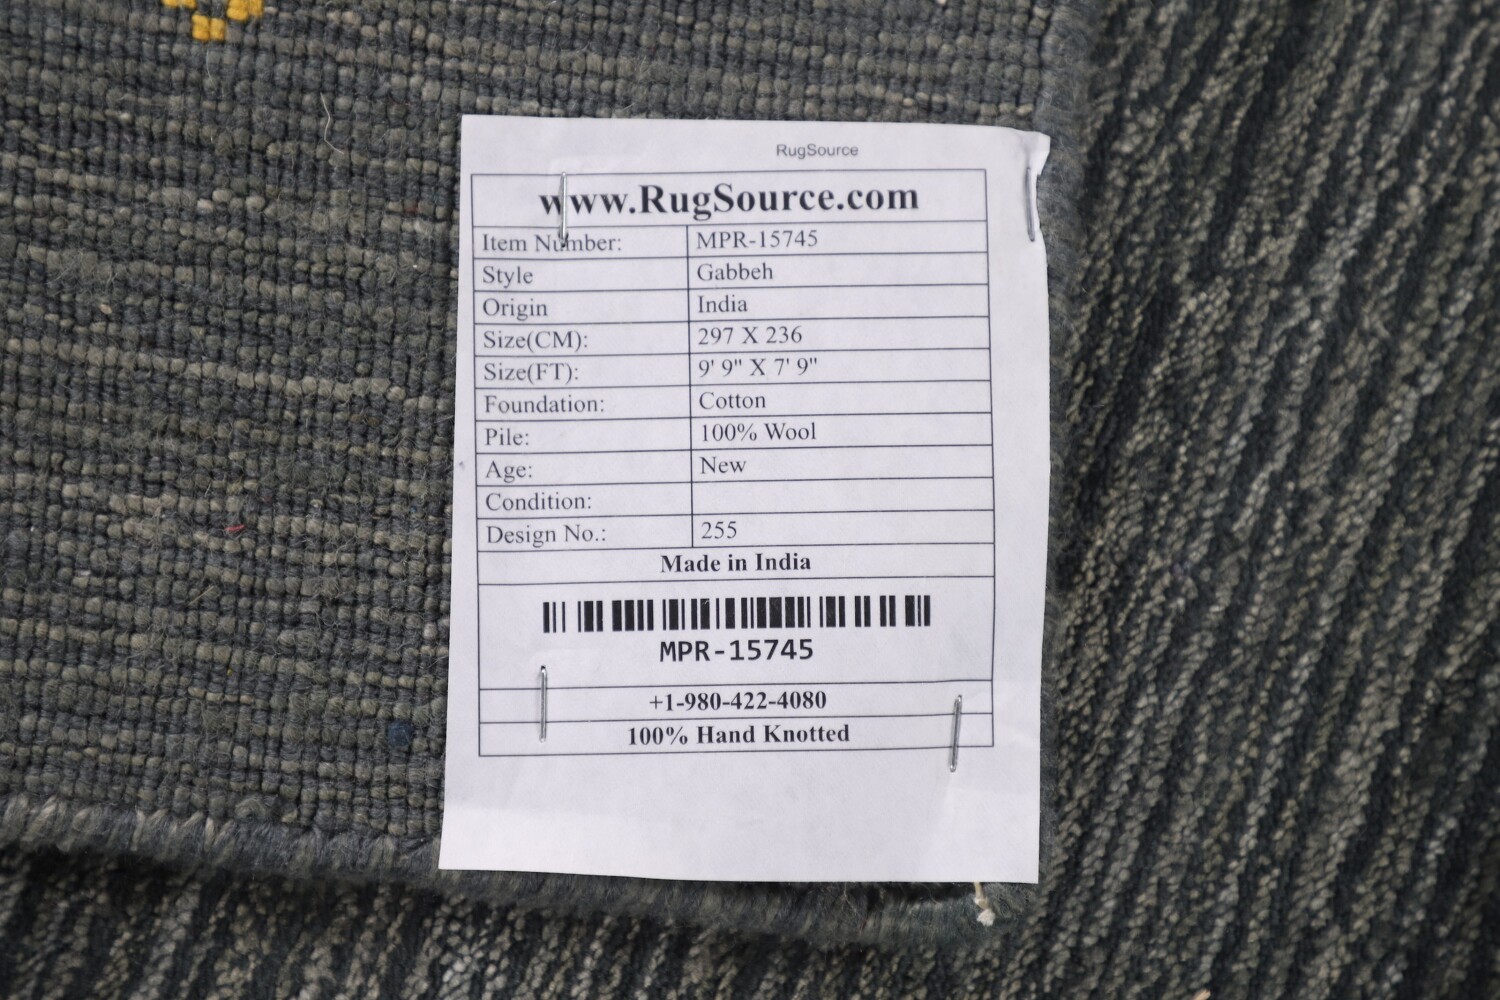 RugSource
www.RugSource.com
Item Number: MPR-15745
Style Gabbeh
Origin India
Size(CM): 297 X 236
Size(FT): 9' 9" X 7' 9"
Foundation: Cotton
Pile: 100% Wool
Age: New
Condition:
Design No.: 255
Made in India
MPR-15745
+1-980-422-4080
100% Hand Knotted